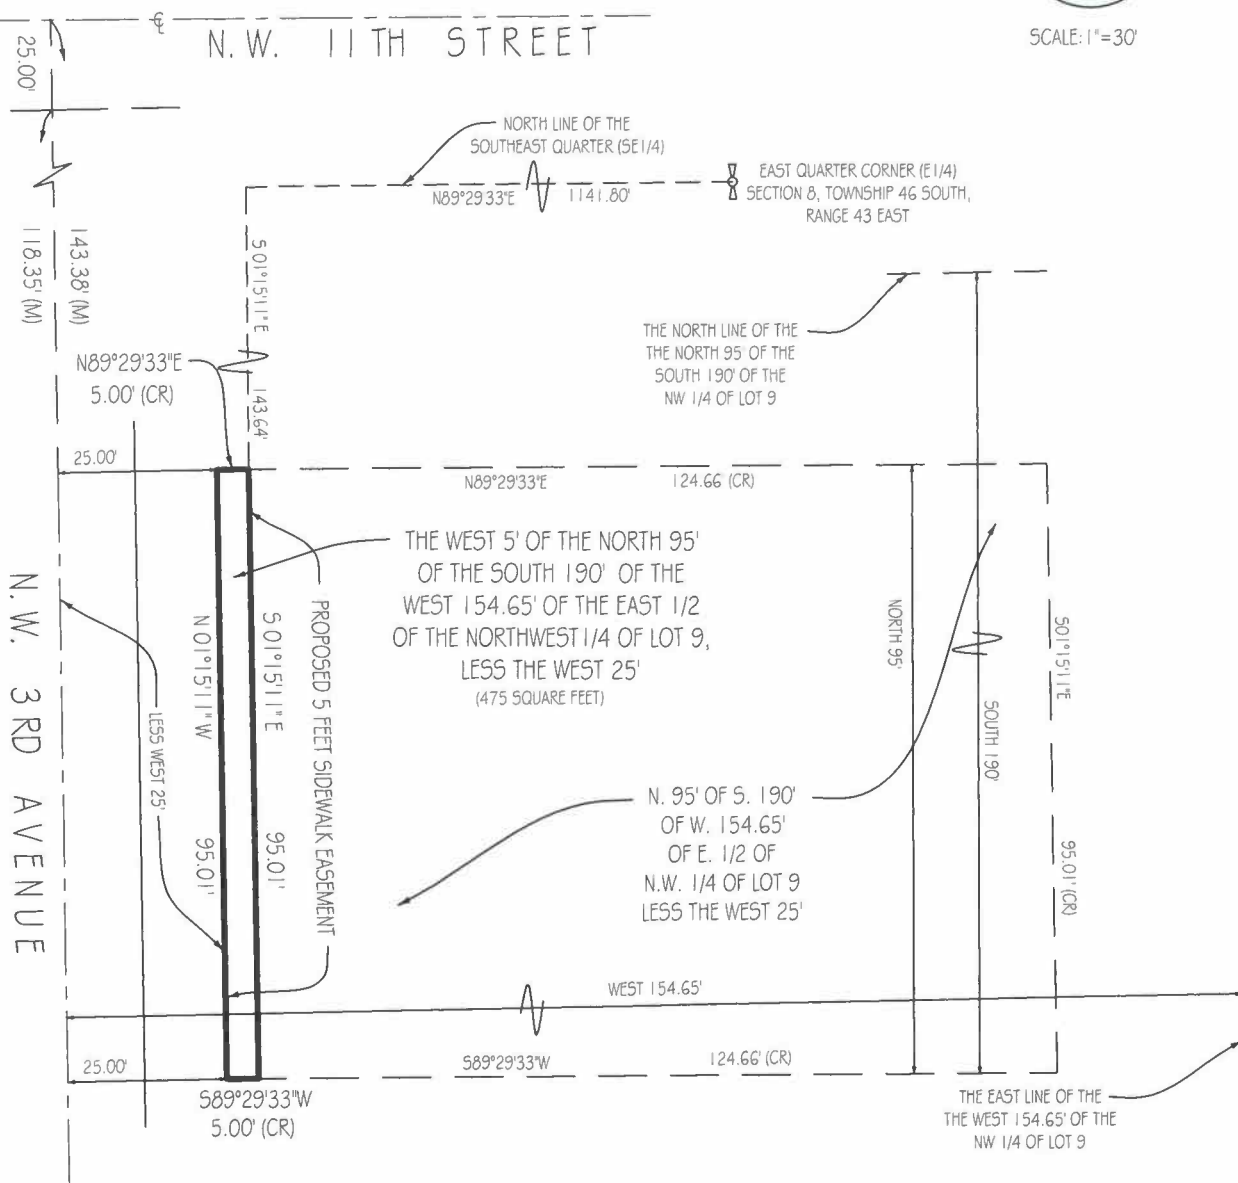 N.W. 11TH STREET
SCALE: 1"=30'
25.00'
NORTH LINE OF THE
SOUTHEAST QUARTER (SE1/4)
N89°29'33"E 1141.80'
EAST QUARTER CORNER (E1/4)
SECTION 8, TOWNSHIP 46 SOUTH,
RANGE 43 EAST
143.38' (M)
118.35' (M)
S01°15'11"E
143.64'
THE NORTH LINE OF THE
THE NORTH 95' OF THE
SOUTH 190' OF THE
NW 1/4 OF LOT 9
N89°29'33"E
5.00' (CR)
25.00'
N89°29'33"E 124.66 (CR)
THE WEST 5' OF THE NORTH 95'
OF THE SOUTH 190' OF THE
WEST 154.65' OF THE EAST 1/2
OF THE NORTHWEST1/4 OF LOT 9,
LESS THE WEST 25'
(475 SQUARE FEET)
N.W. 3RD AVENUE
LESS WEST 25'
N01°15'11"W 95.01'
S01°15'11"E 95.01'
PROPOSED 5 FEET SIDEWALK EASEMENT
NORTH 95'
SOUTH 190'
S01°15'11"E 95.01' (CR)
N. 95' OF S. 190'
OF W. 154.65'
OF E. 1/2 OF
N.W. 1/4 OF LOT 9
LESS THE WEST 25'
WEST 154.65'
25.00'
S89°29'33"W 124.66' (CR)
S89°29'33"W
5.00' (CR)
THE EAST LINE OF THE
THE WEST 154.65' OF THE
NW 1/4 OF LOT 9